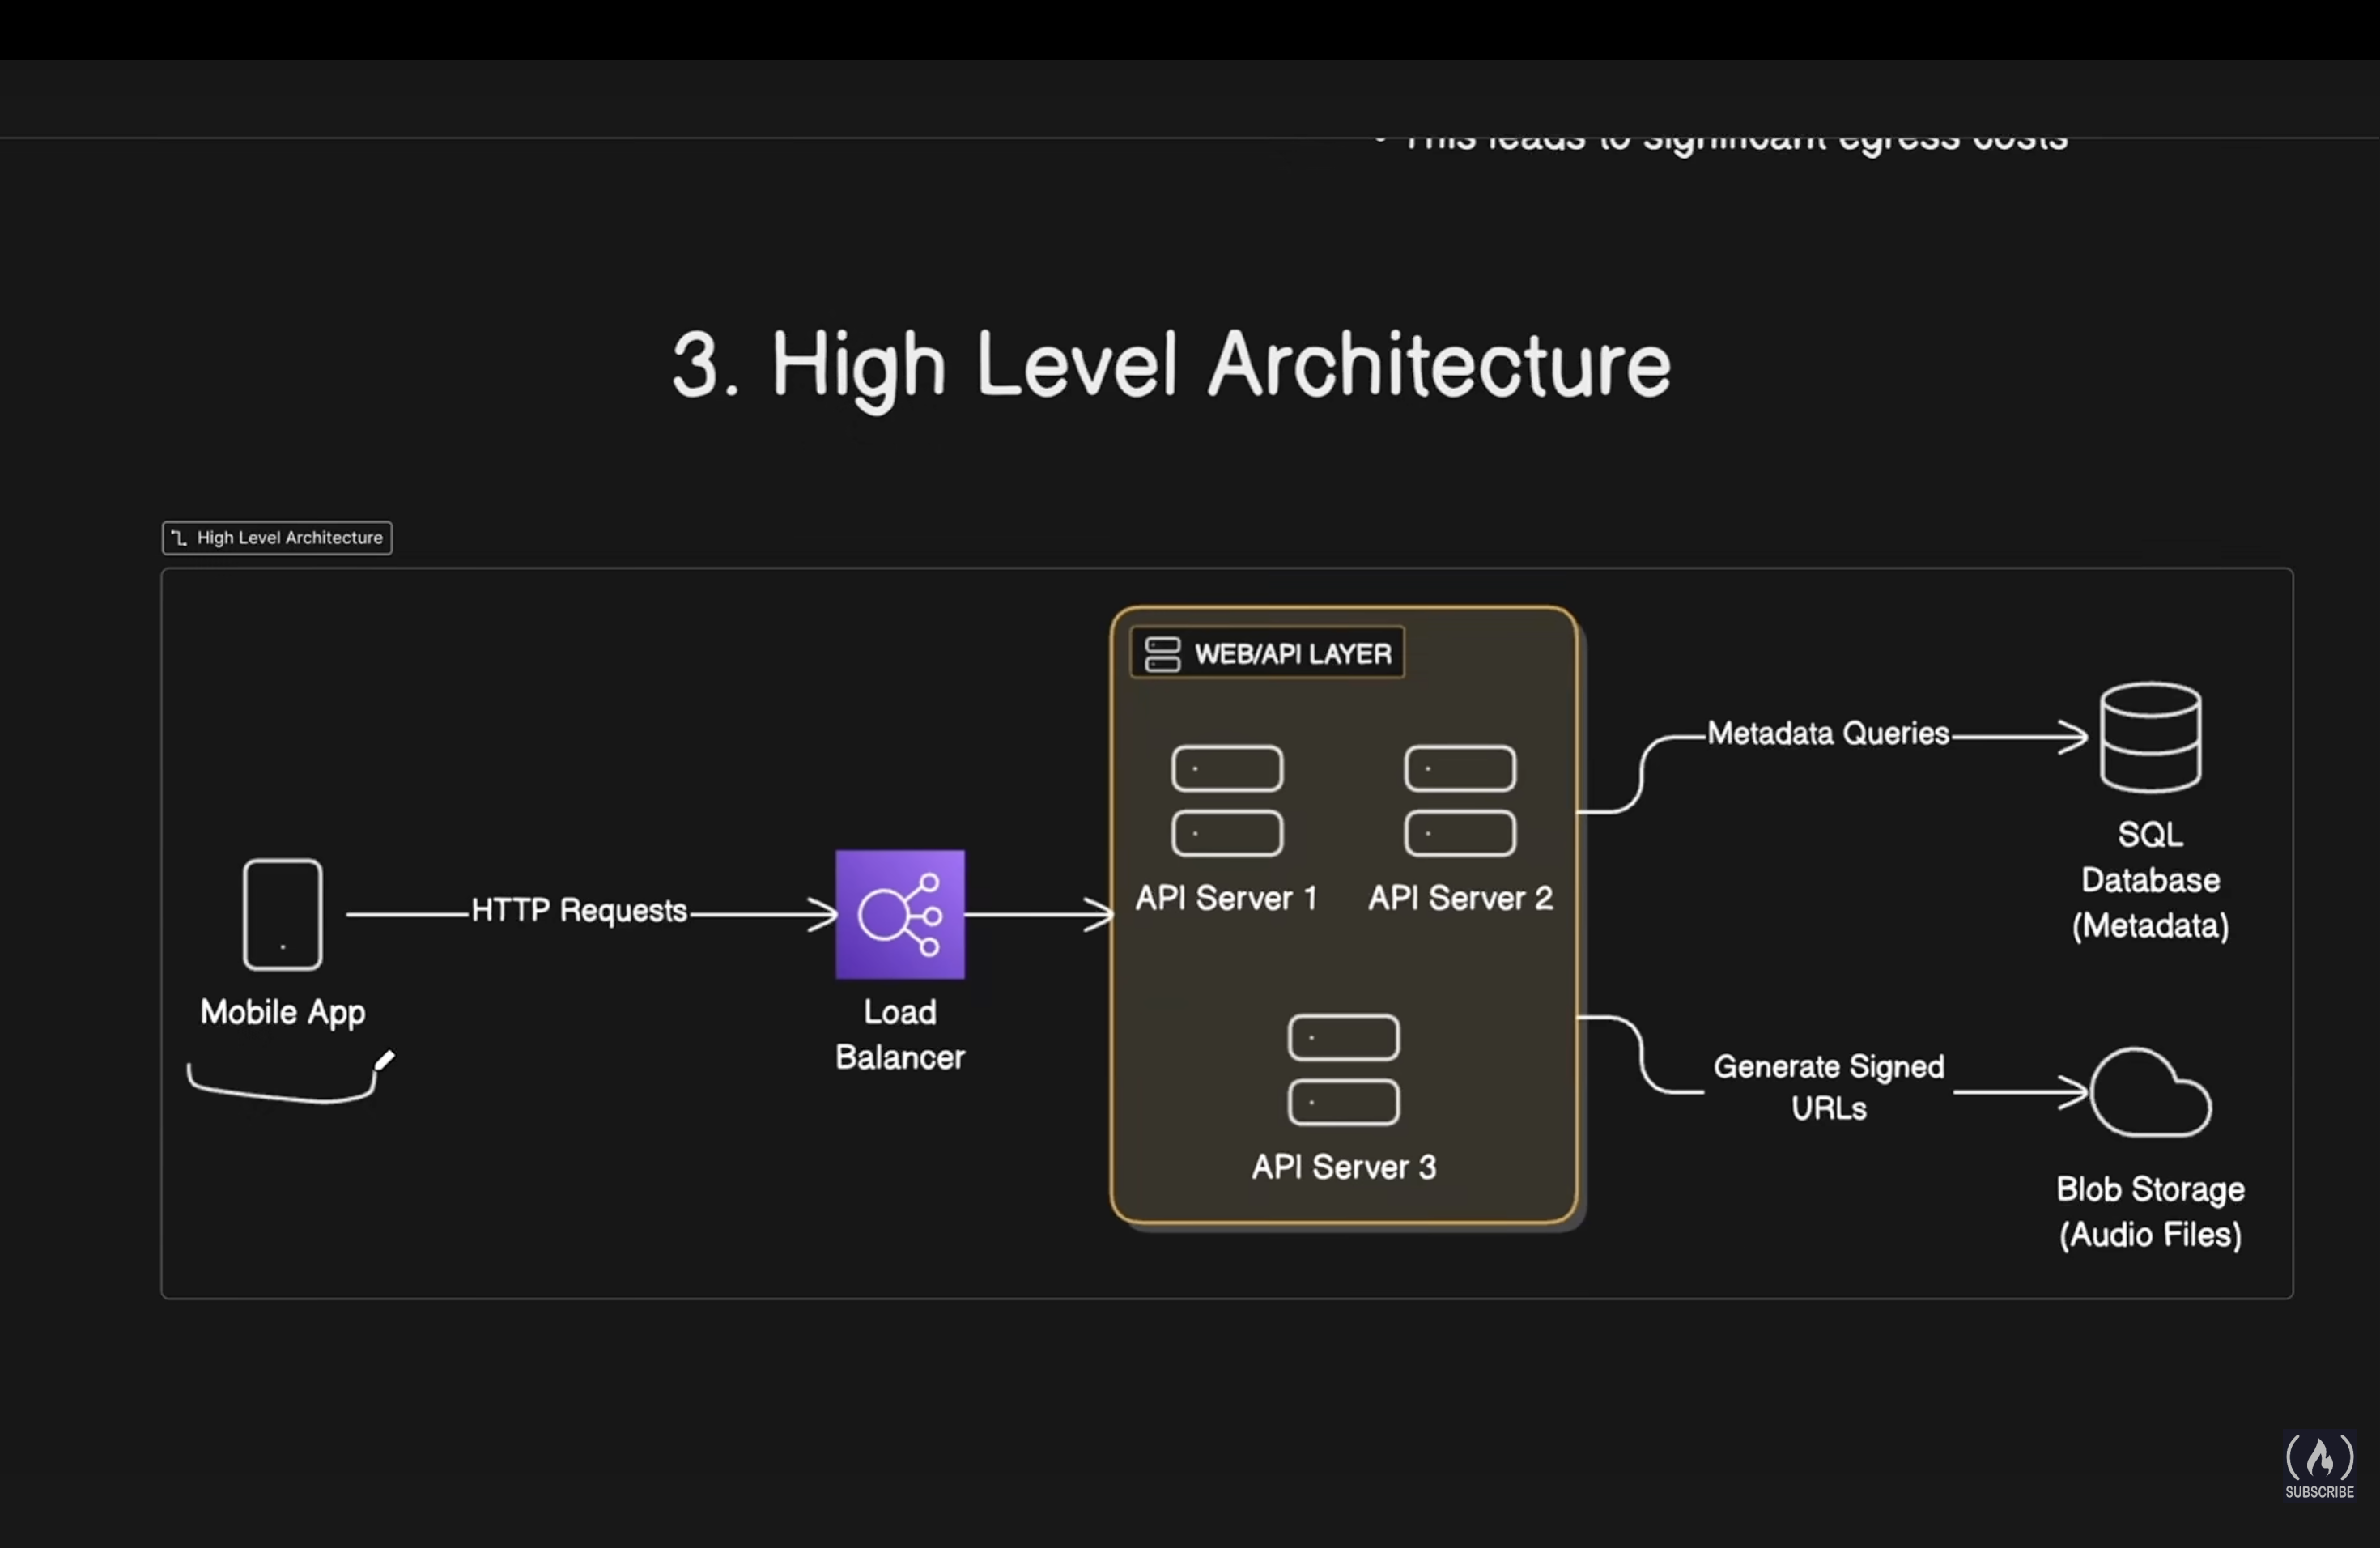 • This leads to significant egress costs
3. High Level Architecture
High Level Architecture
WEB/API LAYER
Metadata Queries
API Server 1
API Server 2
SQL
Database
(Metadata)
HTTP Requests
Mobile App
Load
Balancer
Generate Signed
URLs
API Server 3
Blob Storage
(Audio Files)
SUBSCRIBE